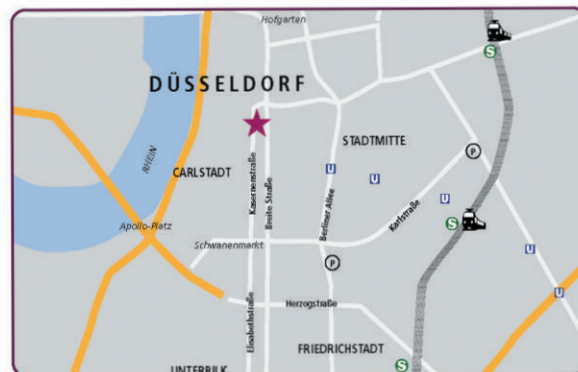 Hofgarten
S
DÜSSELDORF
STADTMITTE
P
RHEIN
CARLSTADT
Kasernenstraße
Breite Straße
U
U
Berliner Allee
Karlstraße
U
Apollo-Platz
S
Schwanenmarkt
P
U
U
Elisabethstraße
Herzogstraße
FRIEDRICHSTADT
S
UNTERBILK